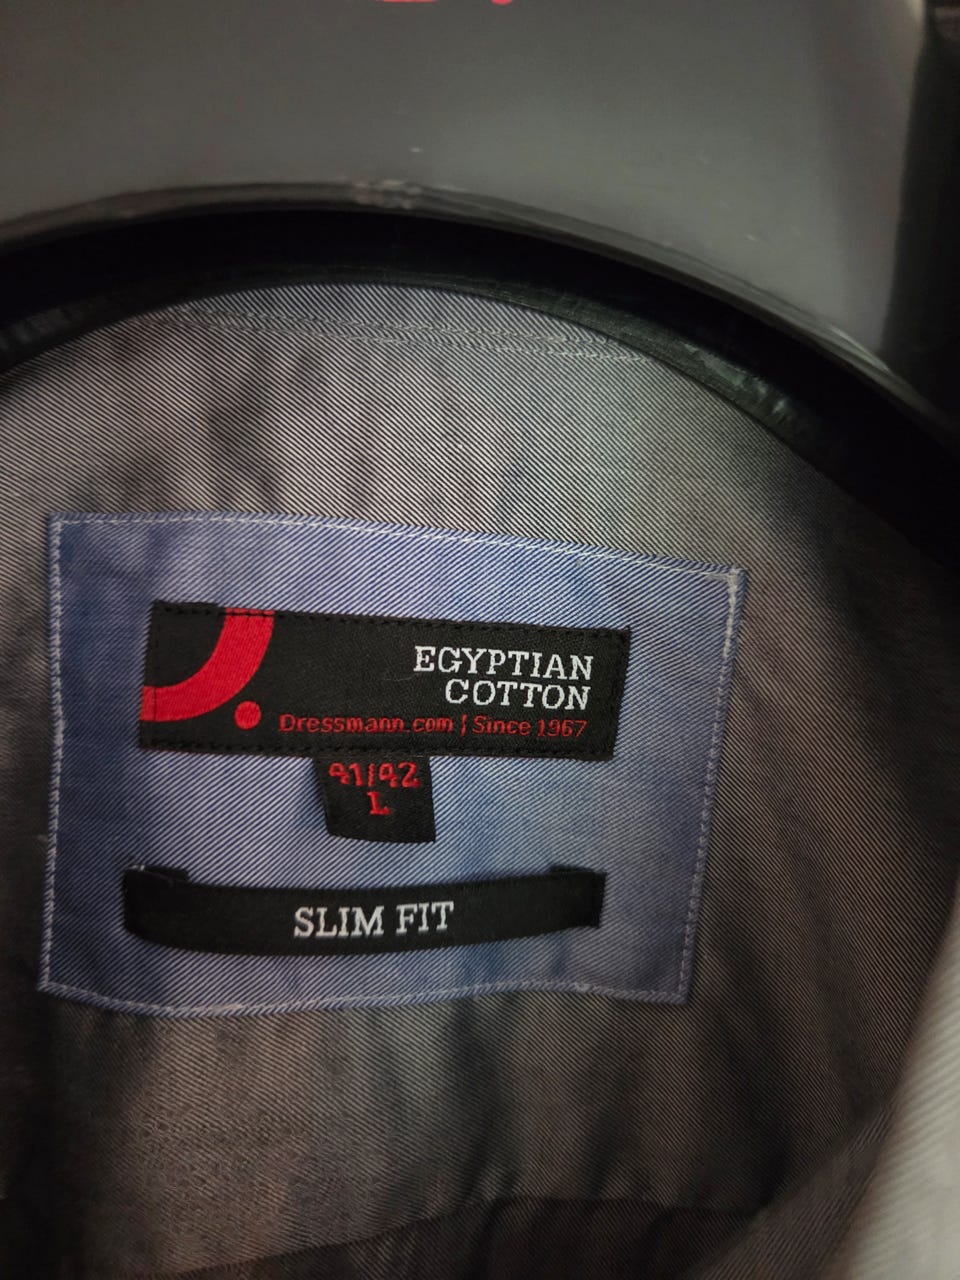 EGYPTIAN
COTTON
Dressmann.com | Since 1967
41/42
L
SLIM FIT